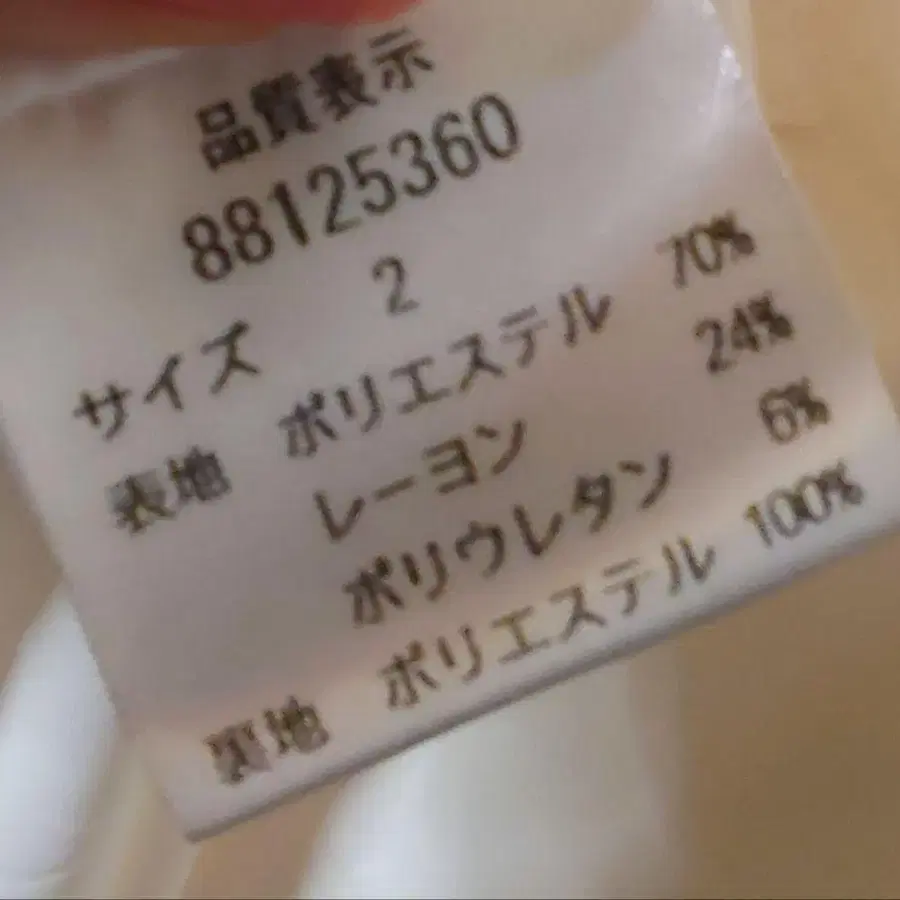 品質表示
88125360
サイズ 2
表地 ポリエステル 70%
レーヨン 24%
ポリウレタン 6%
裏地 ポリエステル 100%